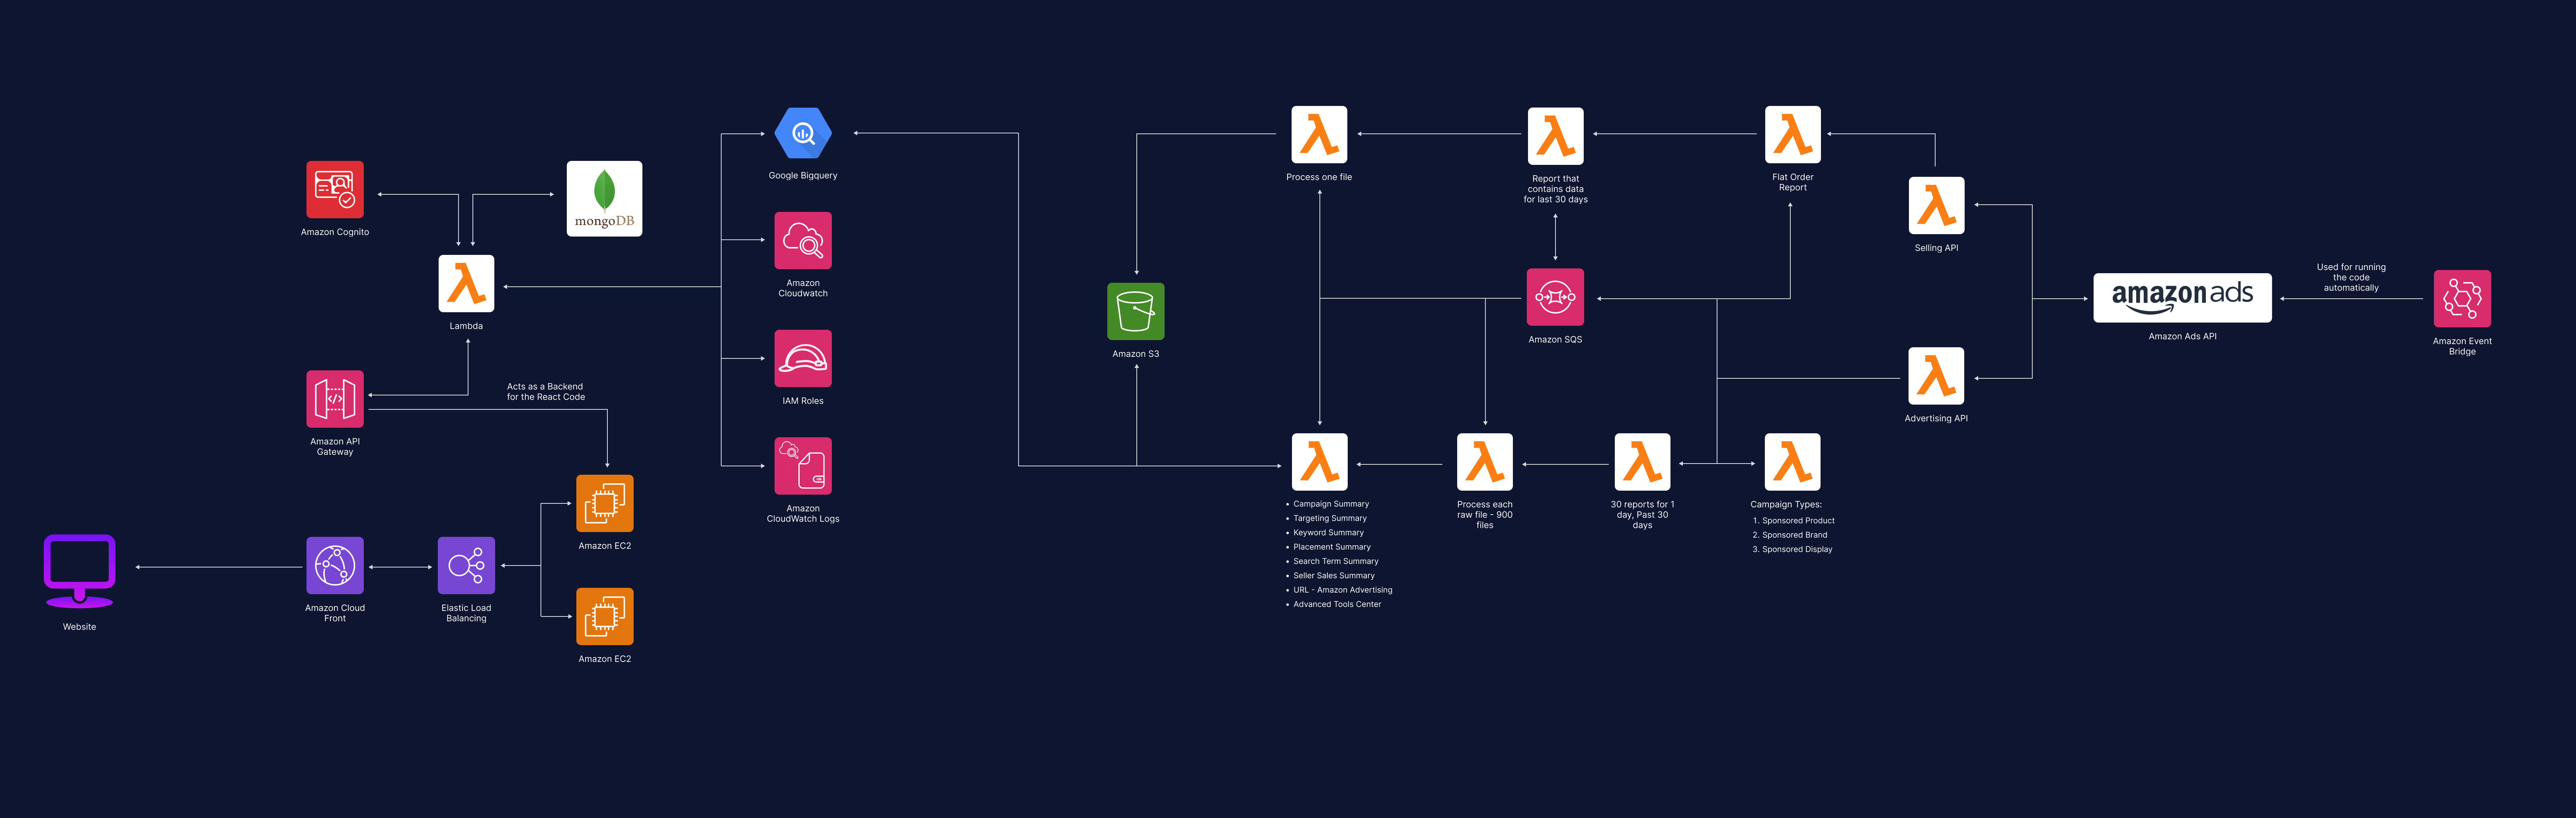 Amazon Cognito
mongoDB
Lambda
Amazon API
Gateway
Acts as a Backend
for the React Code
Website
Amazon Cloud
Front
Elastic Load
Balancing
Amazon EC2
Amazon EC2
Google Bigquery
Amazon
Cloudwatch
IAM Roles
Amazon
CloudWatch Logs
Amazon S3
Process one file
Report that
contains data
for last 30 days
Flat Order
Report
Selling API
Amazon SQS
Advertising API
amazon ads
Amazon Ads API
Used for running
the code
automatically
Amazon Event
Bridge
• Campaign Summary
• Targeting Summary
• Keyword Summary
• Placement Summary
• Search Term Summary
• Seller Sales Summary
• URL - Amazon Advertising
• Advanced Tools Center
Process each
raw file - 900
files
30 reports for 1
day, Past 30
days
Campaign Types:
1. Sponsored Product
2. Sponsored Brand
3. Sponsored Display